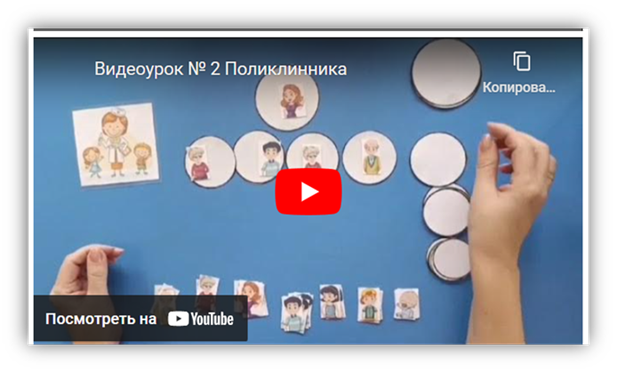 Видеоурок № 2 Поликлинника
Копирова...
Посмотреть на YouTube